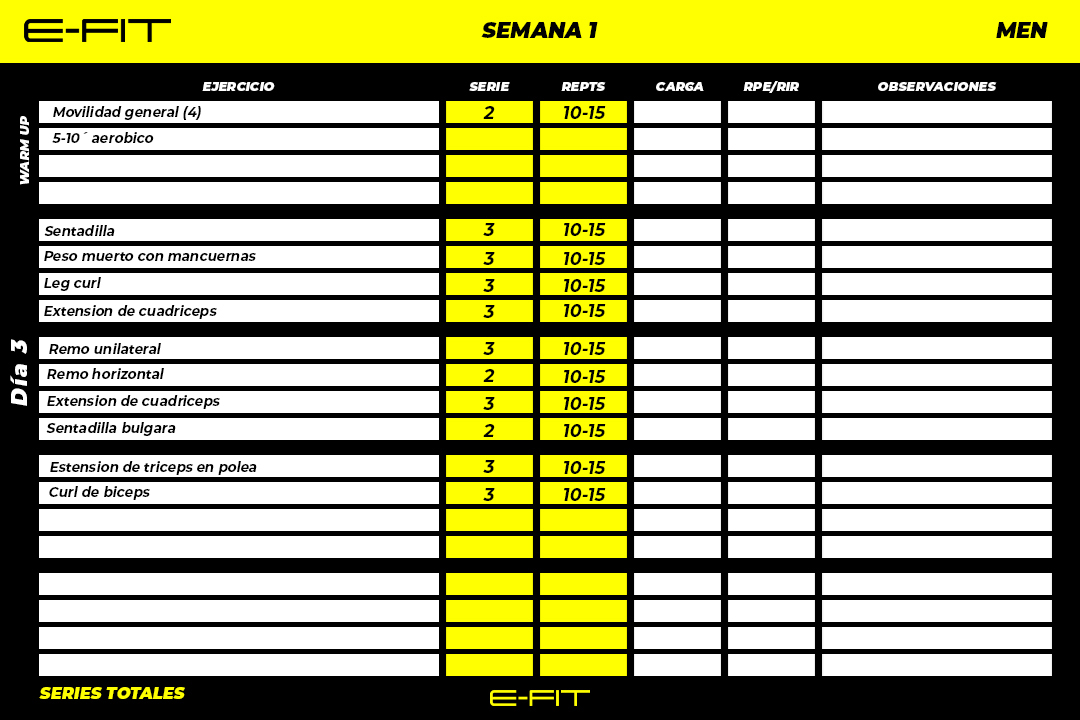 E-FIT SEMANA 1 MEN
EJERCICIO SERIE REPTS CARGA RPE/RIR OBSERVACIONES
WARM UP
Movilidad general (4) 2 10-15
5-10´ aerobico
Día 3
Sentadilla 3 10-15
Peso muerto con mancuernas 3 10-15
Leg curl 3 10-15
Extension de cuadriceps 3 10-15
Remo unilateral 3 10-15
Remo horizontal 2 10-15
Extension de cuadriceps 3 10-15
Sentadilla bulgara 2 10-15
Estension de triceps en polea 3 10-15
Curl de biceps 3 10-15
SERIES TOTALES E-FIT